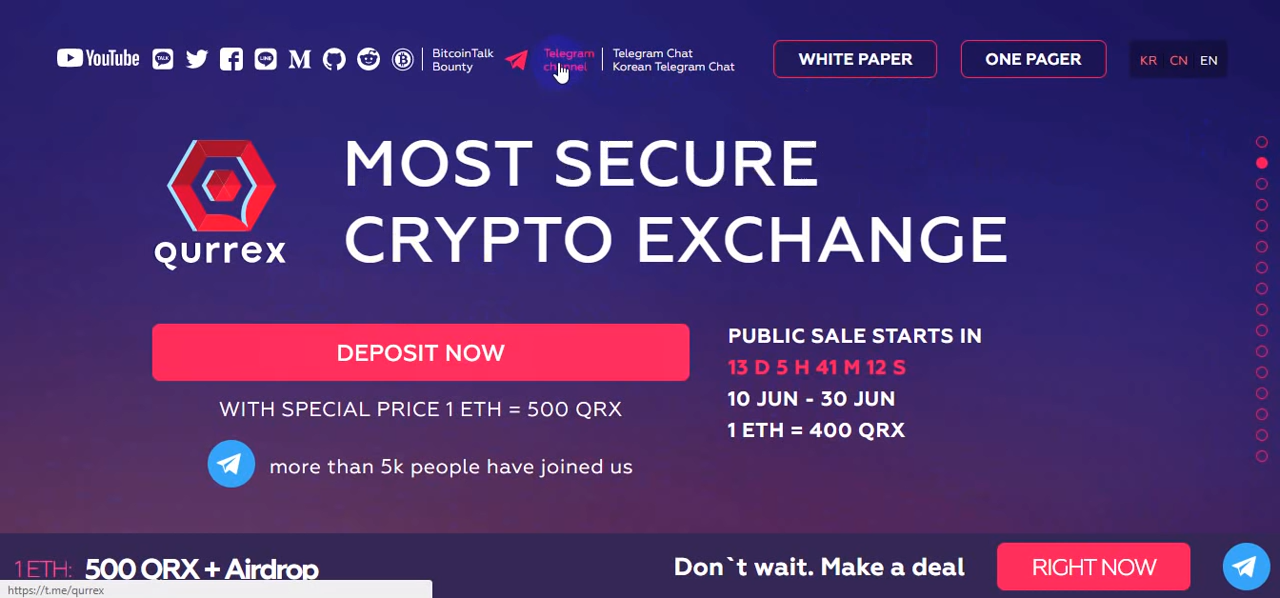 YouTube
TALK
LINE
BitcoinTalk
Bounty
Telegram
channel
Telegram Chat
Korean Telegram Chat
WHITE PAPER
ONE PAGER
KR CN EN
qurrex
MOST SECURE
CRYPTO EXCHANGE
DEPOSIT NOW
WITH SPECIAL PRICE 1 ETH = 500 QRX
more than 5k people have joined us
PUBLIC SALE STARTS IN
13 D 5 H 41 M 12 S
10 JUN - 30 JUN
1 ETH = 400 QRX
1 ETH: 500 QRX + Airdrop
Don`t wait. Make a deal
RIGHT NOW
https://t.me/qurrex